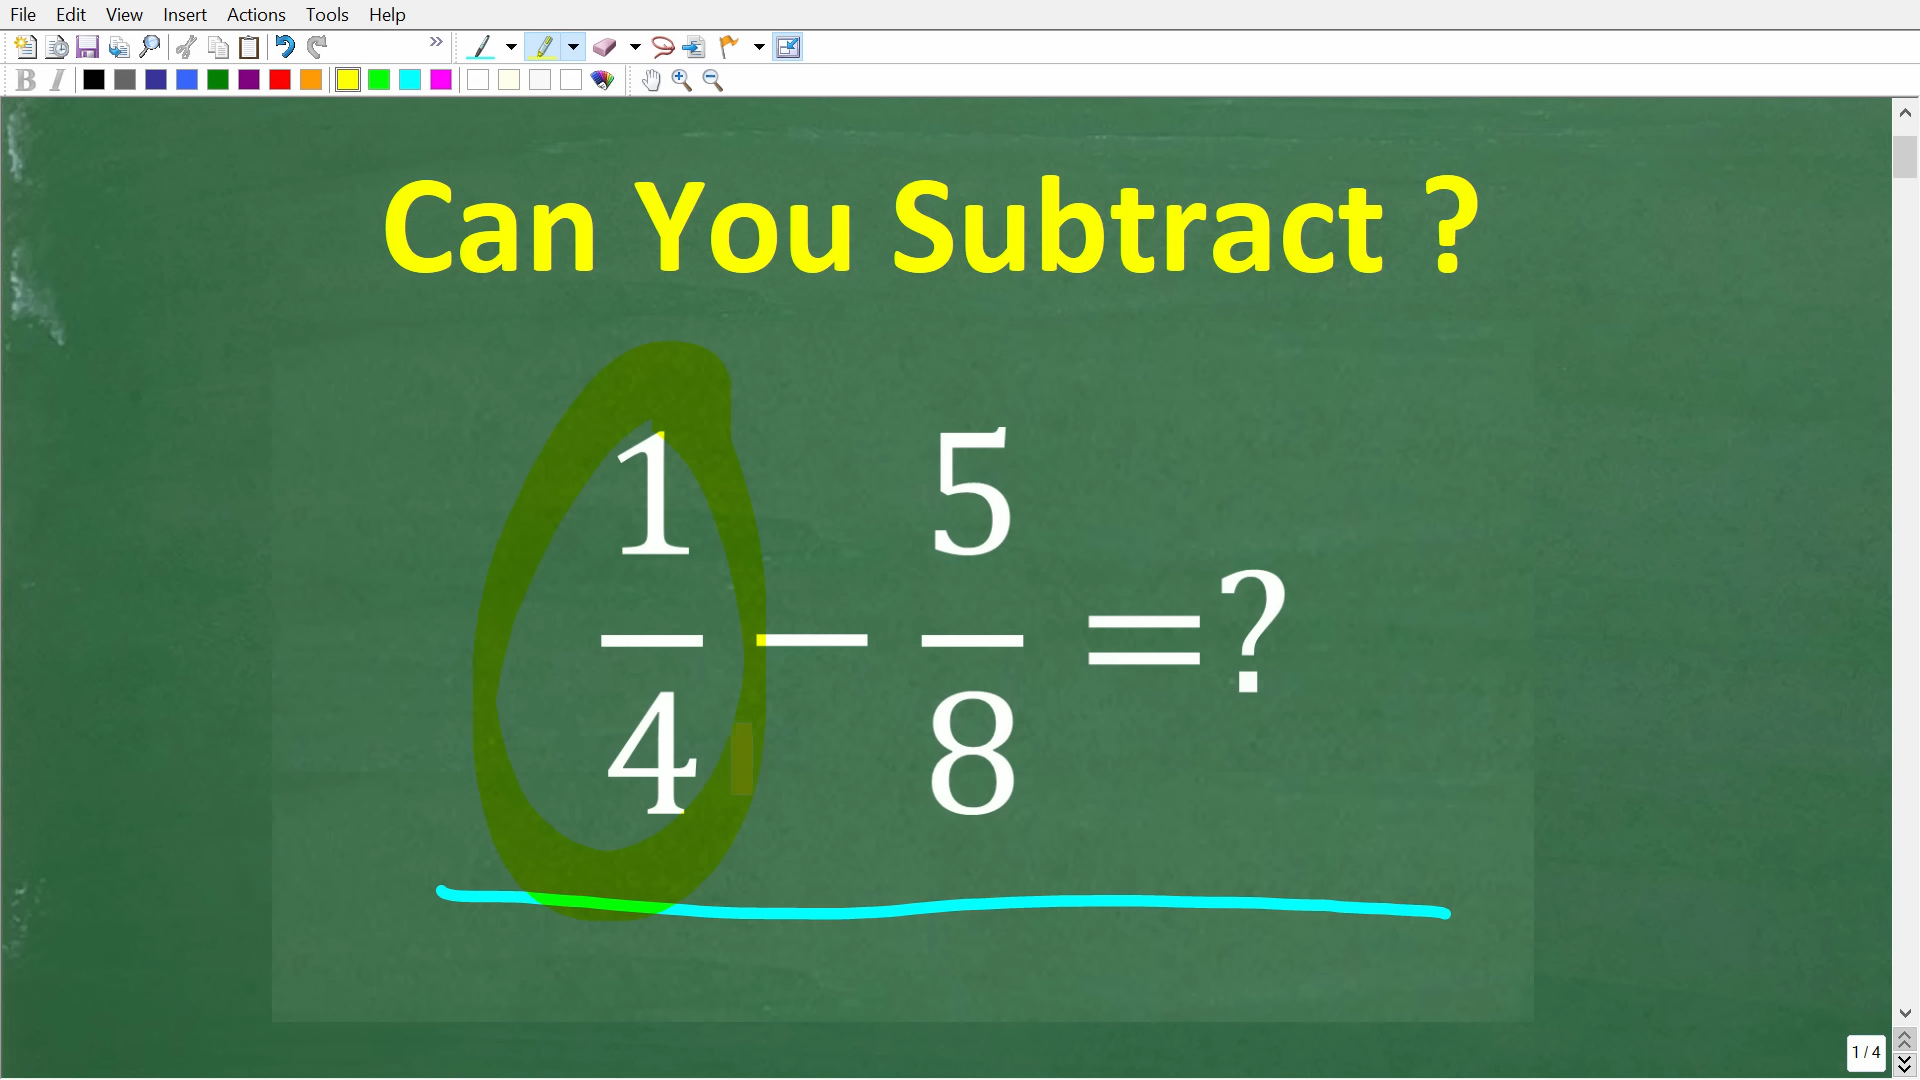 File Edit View Insert Actions Tools Help
B I
Can You Subtract ?
1/4 − 5/8 =?
1 / 4